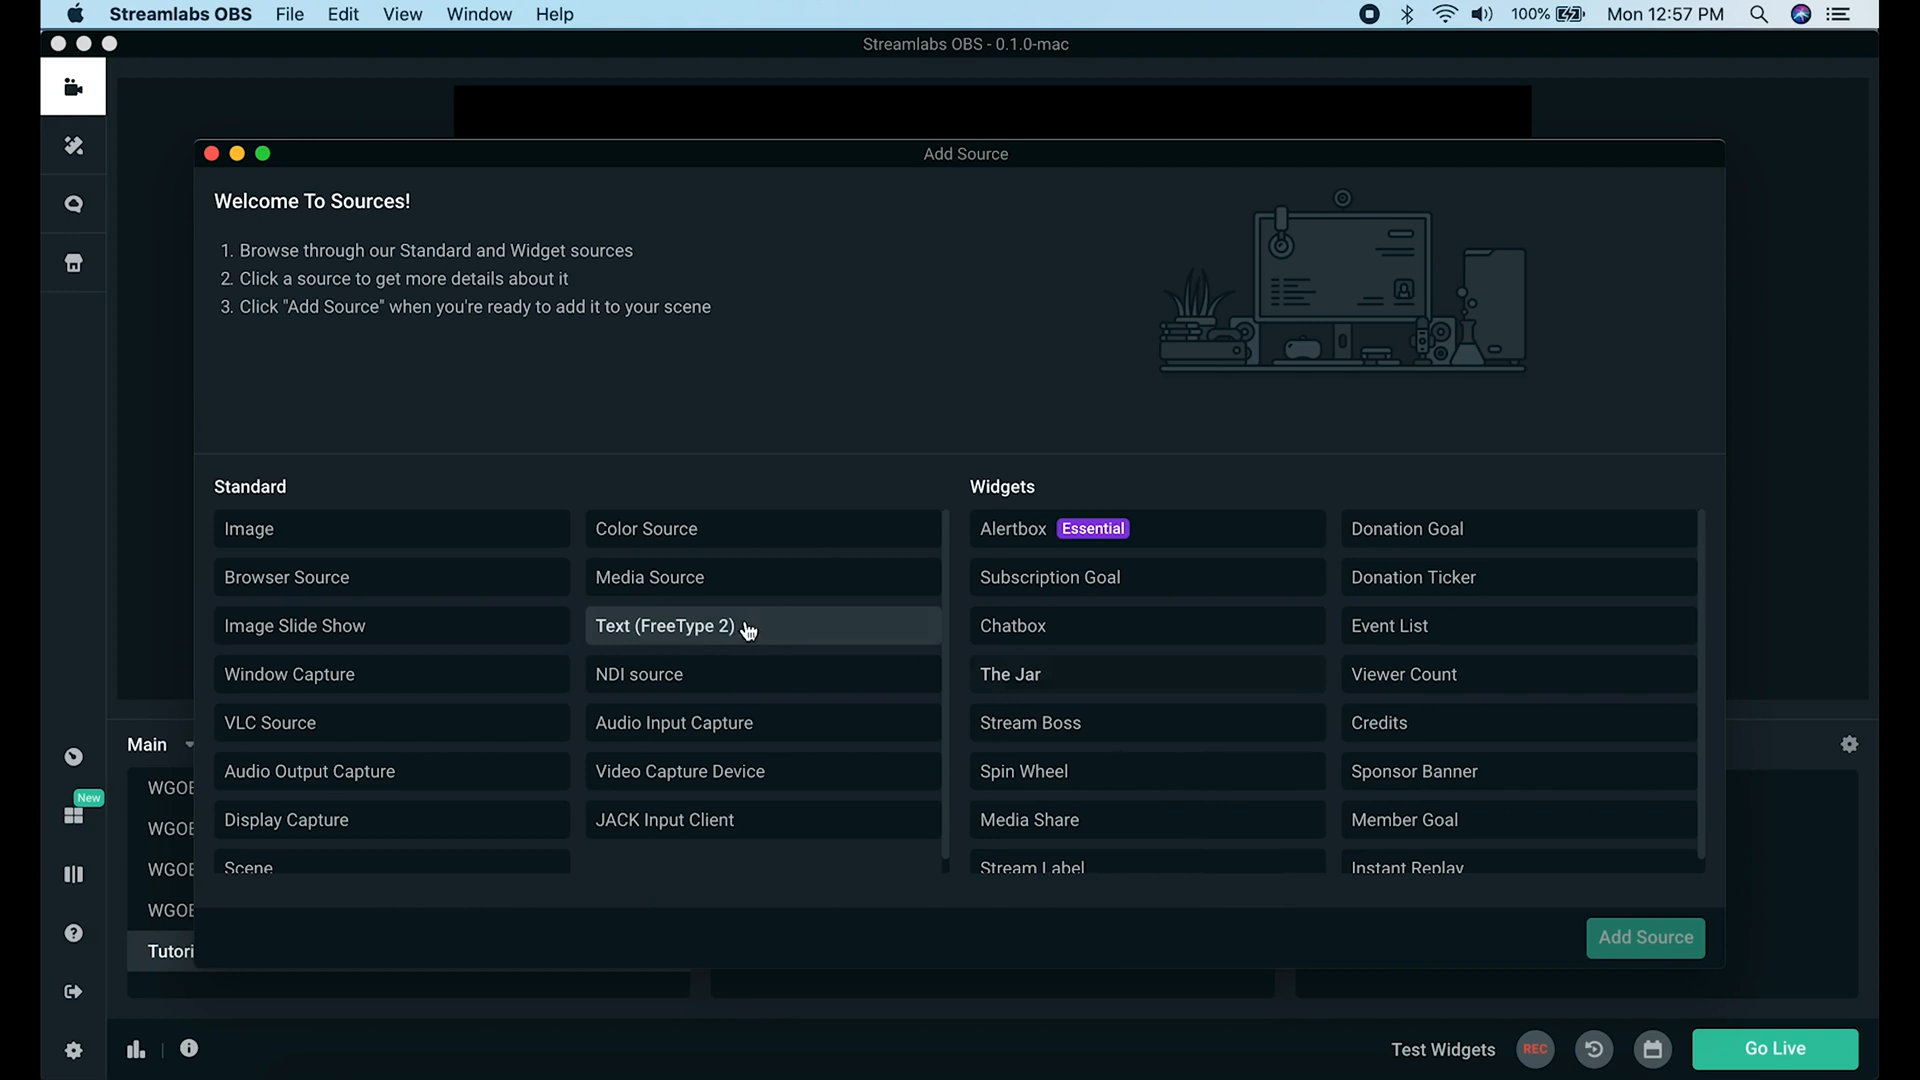 Streamlabs OBS File Edit View Window Help 100% Mon 12:57 PM
Streamlabs OBS - 0.1.0-mac
Add Source
Welcome To Sources!
1. Browse through our Standard and Widget sources
2. Click a source to get more details about it
3. Click "Add Source" when you're ready to add it to your scene
Standard
Image
Color Source
Browser Source
Media Source
Image Slide Show
Text (FreeType 2)
Window Capture
NDI source
VLC Source
Audio Input Capture
Audio Output Capture
Video Capture Device
Display Capture
JACK Input Client
Scene
Widgets
Alertbox Essential
Donation Goal
Subscription Goal
Donation Ticker
Chatbox
Event List
The Jar
Viewer Count
Stream Boss
Credits
Spin Wheel
Sponsor Banner
Media Share
Member Goal
Stream Label
Instant Replay
Add Source
Main
New
WGOE
WGOE
WGOE
WGOE
Tutori
Test Widgets REC Go Live